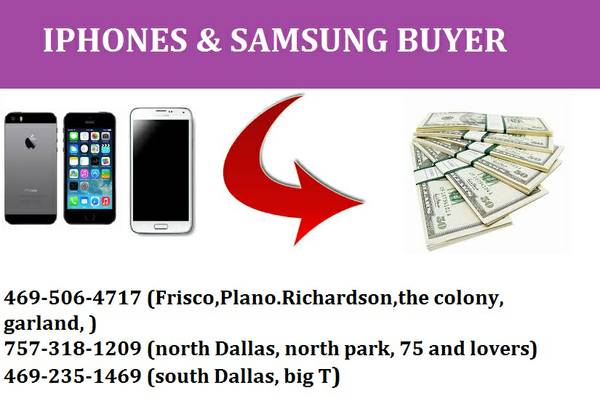 IPHONES & SAMSUNG BUYER
469-506-4717 (Frisco,Plano.Richardson,the colony,
garland, )
757-318-1209 (north Dallas, north park, 75 and lovers)
469-235-1469 (south Dallas, big T)